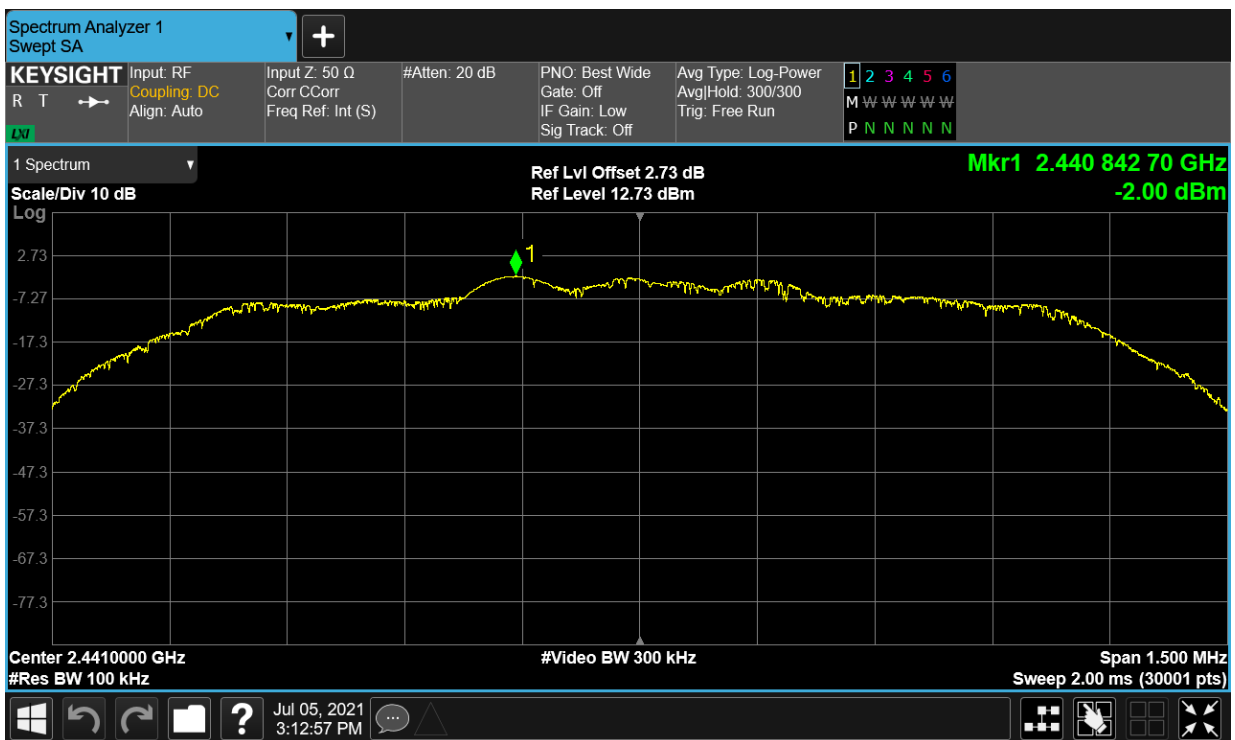 Spectrum Analyzer 1
Swept SA
+
KEYSIGHT
R T
LXI
Input: RF
Coupling: DC
Align: Auto
Input Z: 50 Ω
Corr CCorr
Freq Ref: Int (S)
#Atten: 20 dB
PNO: Best Wide
Gate: Off
IF Gain: Low
Sig Track: Off
Avg Type: Log-Power
Avg|Hold: 300/300
Trig: Free Run
1 2 3 4 5 6
M W W W W W
P N N N N N
1 Spectrum
Scale/Div 10 dB
Log
Ref Lvl Offset 2.73 dB
Ref Level 12.73 dBm
Mkr1 2.440 842 70 GHz
-2.00 dBm
1
2.73
-7.27
-17.3
-27.3
-37.3
-47.3
-57.3
-67.3
-77.3
Center 2.4410000 GHz
#Res BW 100 kHz
#Video BW 300 kHz
Span 1.500 MHz
Sweep 2.00 ms (30001 pts)
?
Jul 05, 2021
3:12:57 PM